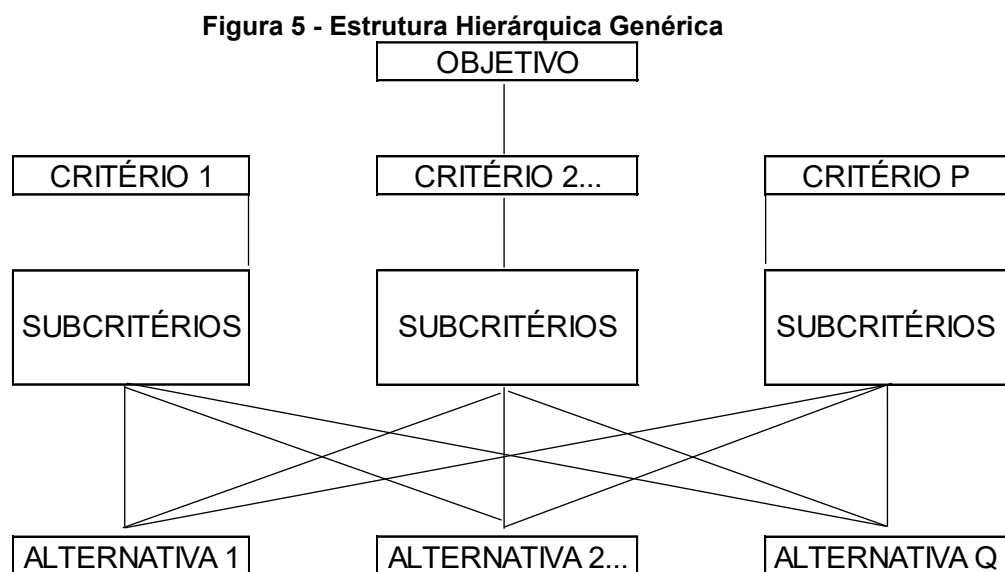 Figura 5 - Estrutura Hierárquica Genérica
OBJETIVO
CRITÉRIO 1
CRITÉRIO 2...
CRITÉRIO P
SUBCRITÉRIOS
SUBCRITÉRIOS
SUBCRITÉRIOS
ALTERNATIVA 1
ALTERNATIVA 2...
ALTERNATIVA Q